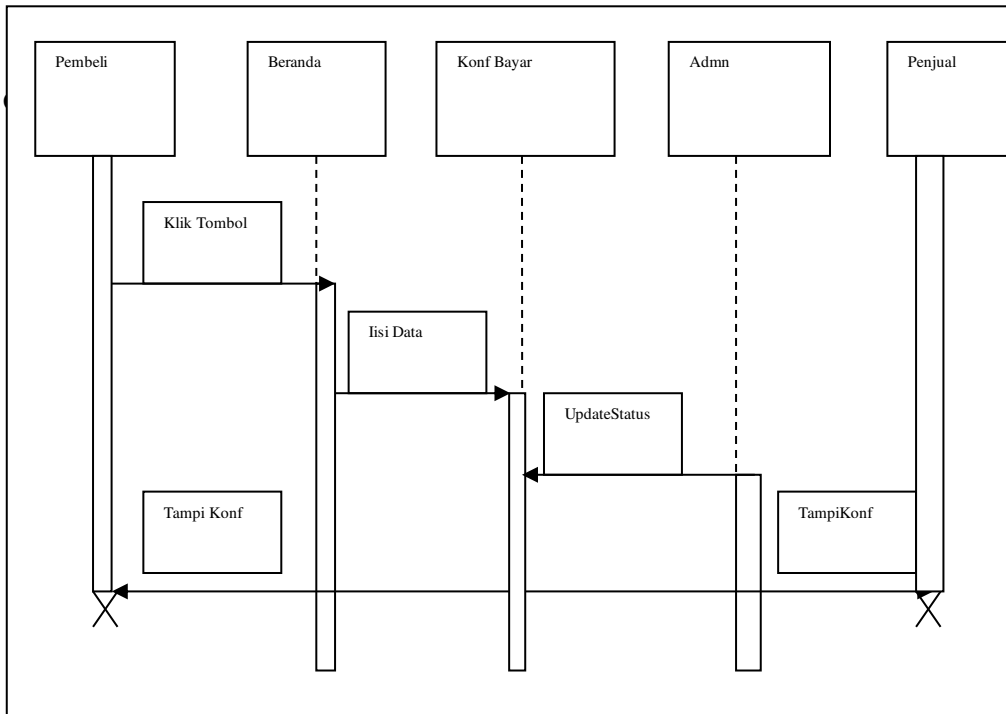 Pembeli
Beranda
Konf Bayar
Admn
Penjual
Klik Tombol
Iisi Data
UpdateStatus
Tampi Konf
TampiKonf